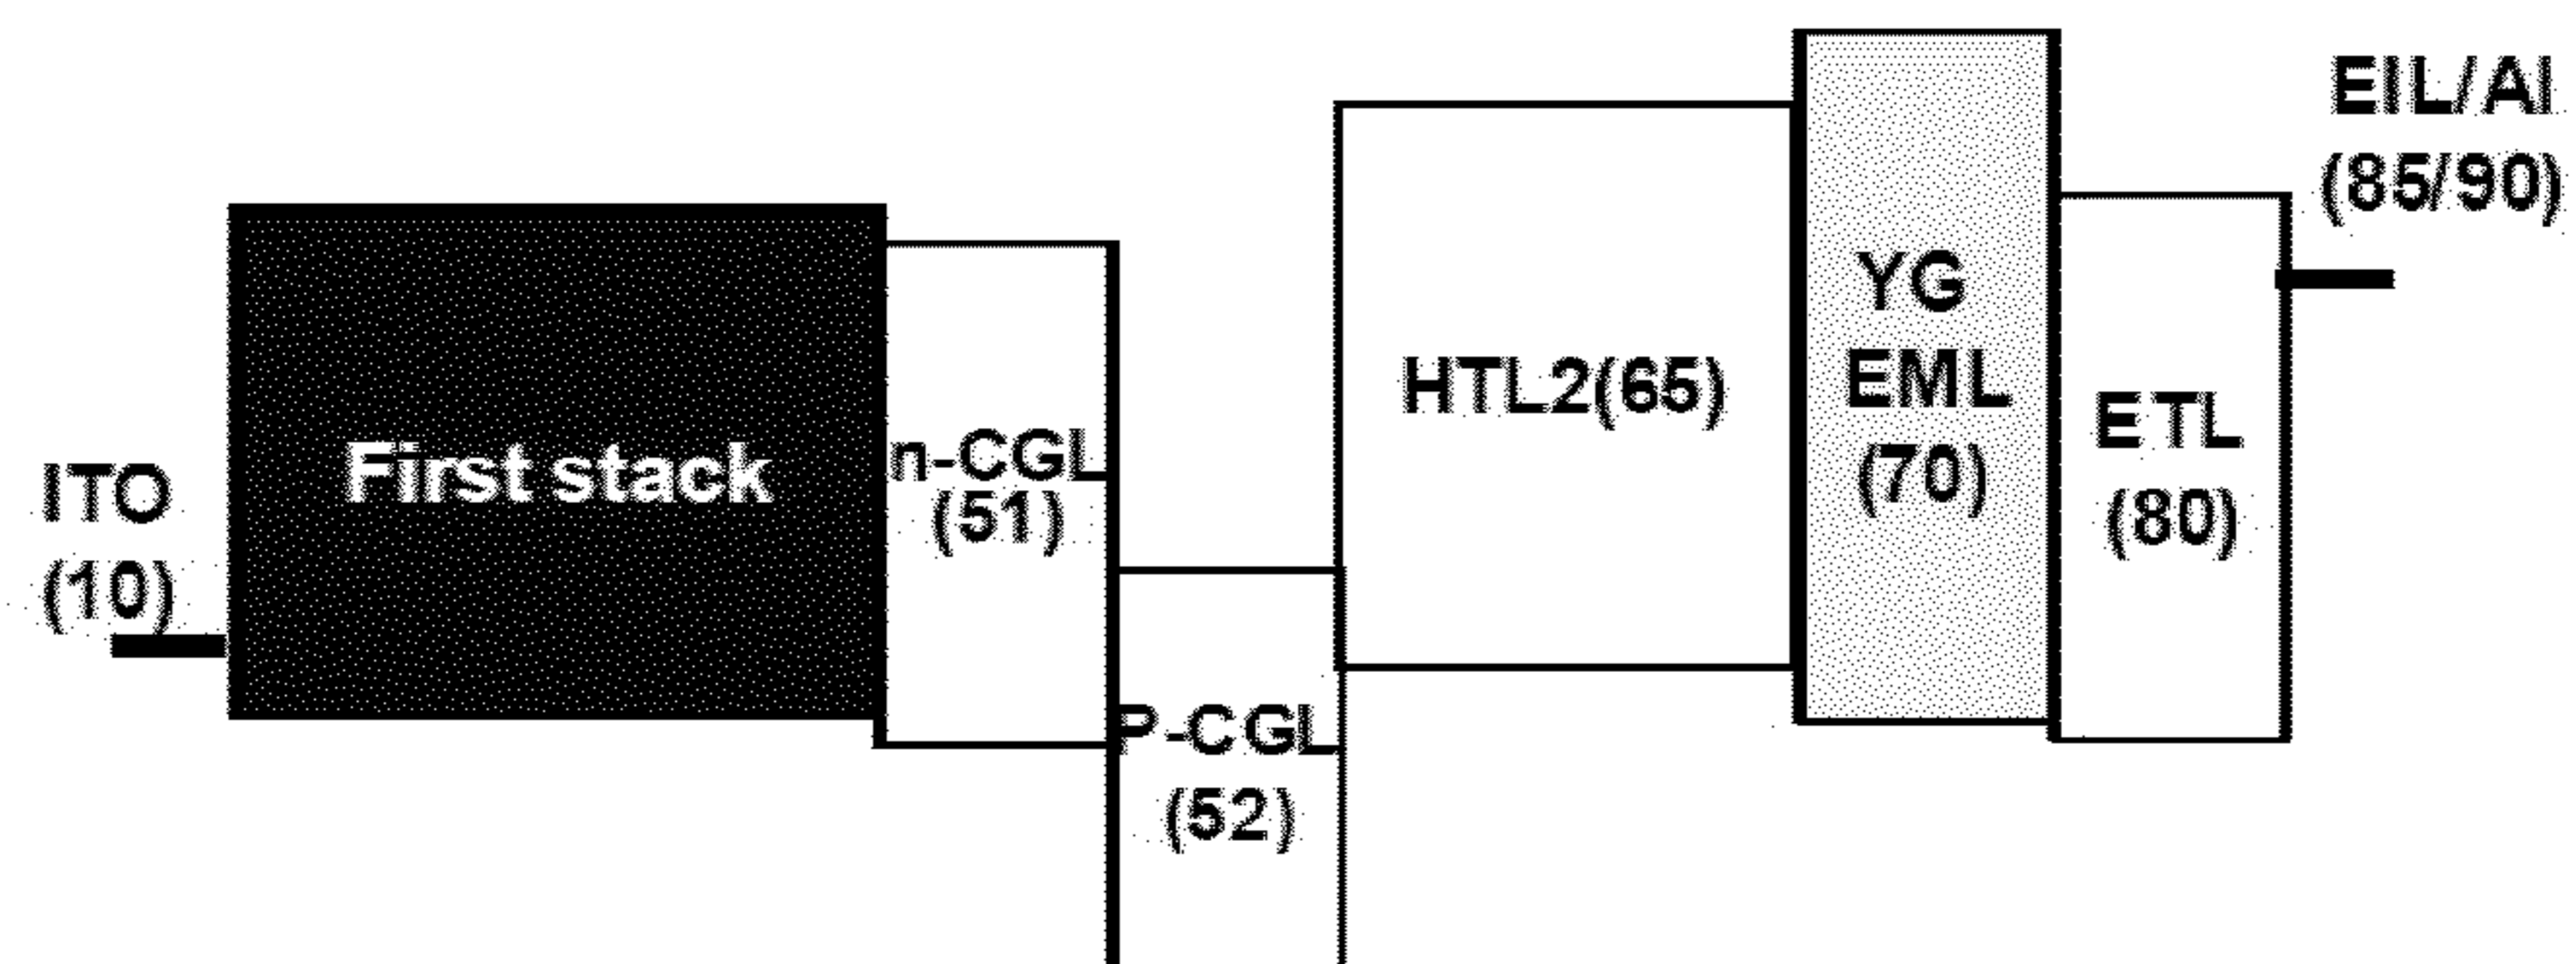 ITO
(10)
First stack
n-CGL
(51)
P-CGL
(52)
HTL2(65)
YG
EML
(70)
ETL
(80)
EIL/Al
(85/90)